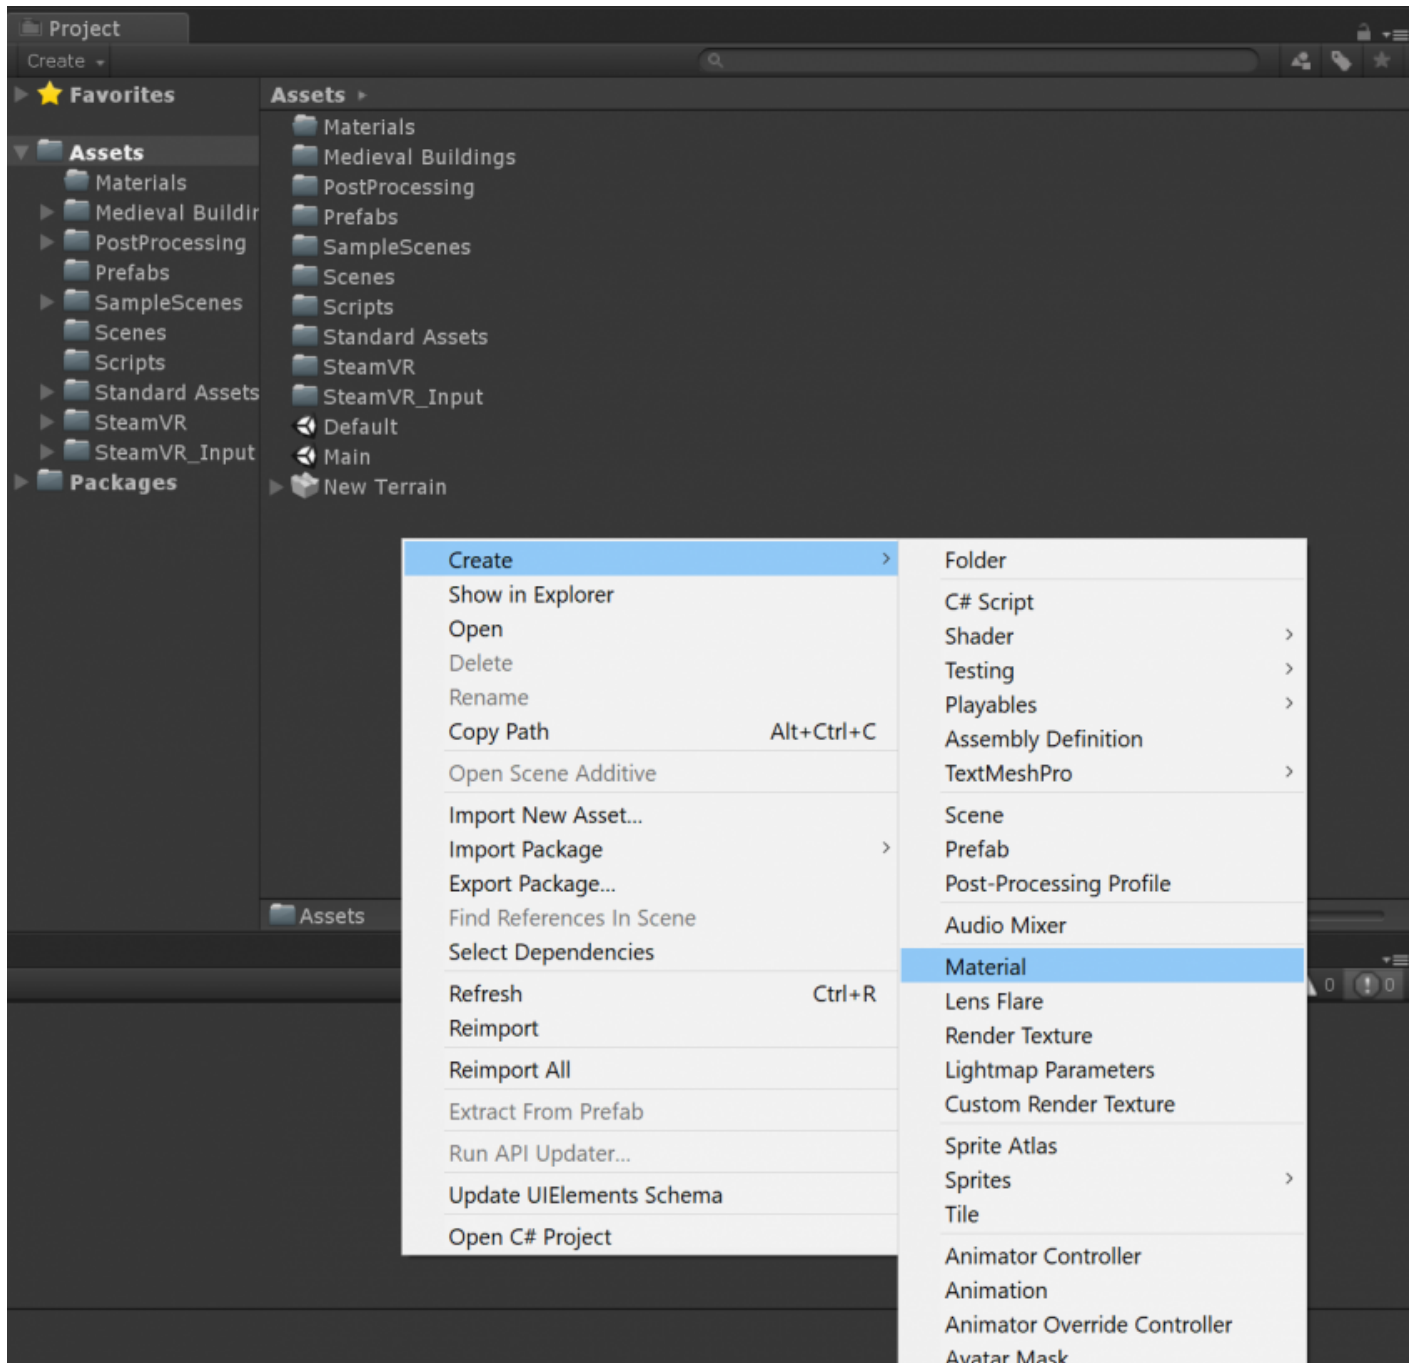 Project
Create
Favorites
Assets
Materials
Medieval Buildin
PostProcessing
Prefabs
SampleScenes
Scenes
Scripts
Standard Assets
SteamVR
SteamVR_Input
Packages
Assets
Materials
Medieval Buildings
PostProcessing
Prefabs
SampleScenes
Scenes
Scripts
Standard Assets
SteamVR
SteamVR_Input
Default
Main
New Terrain
Assets
Create
Show in Explorer
Open
Delete
Rename
Copy Path Alt+Ctrl+C
Open Scene Additive
Import New Asset...
Import Package
Export Package...
Find References In Scene
Select Dependencies
Refresh Ctrl+R
Reimport
Reimport All
Extract From Prefab
Run API Updater...
Update UIElements Schema
Open C# Project
Folder
C# Script
Shader
Testing
Playables
Assembly Definition
TextMeshPro
Scene
Prefab
Post-Processing Profile
Audio Mixer
Material
Lens Flare
Render Texture
Lightmap Parameters
Custom Render Texture
Sprite Atlas
Sprites
Tile
Animator Controller
Animation
Animator Override Controller
Avatar Mask
0 0